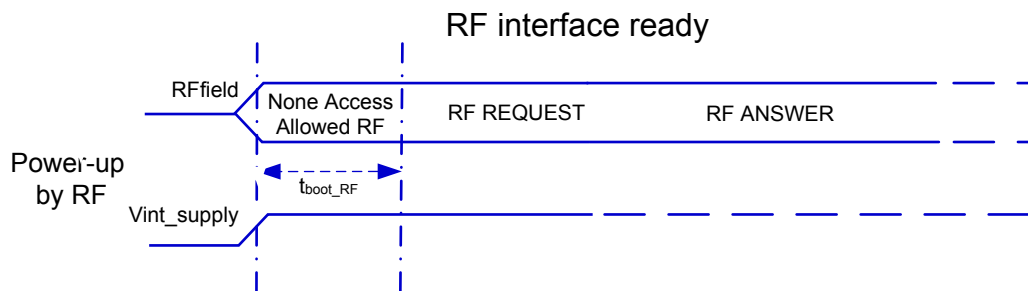 RF interface ready
RFfield
None Access
Allowed RF
RF REQUEST
RF ANSWER
Power-up
by RF
tboot_RF
Vint_supply